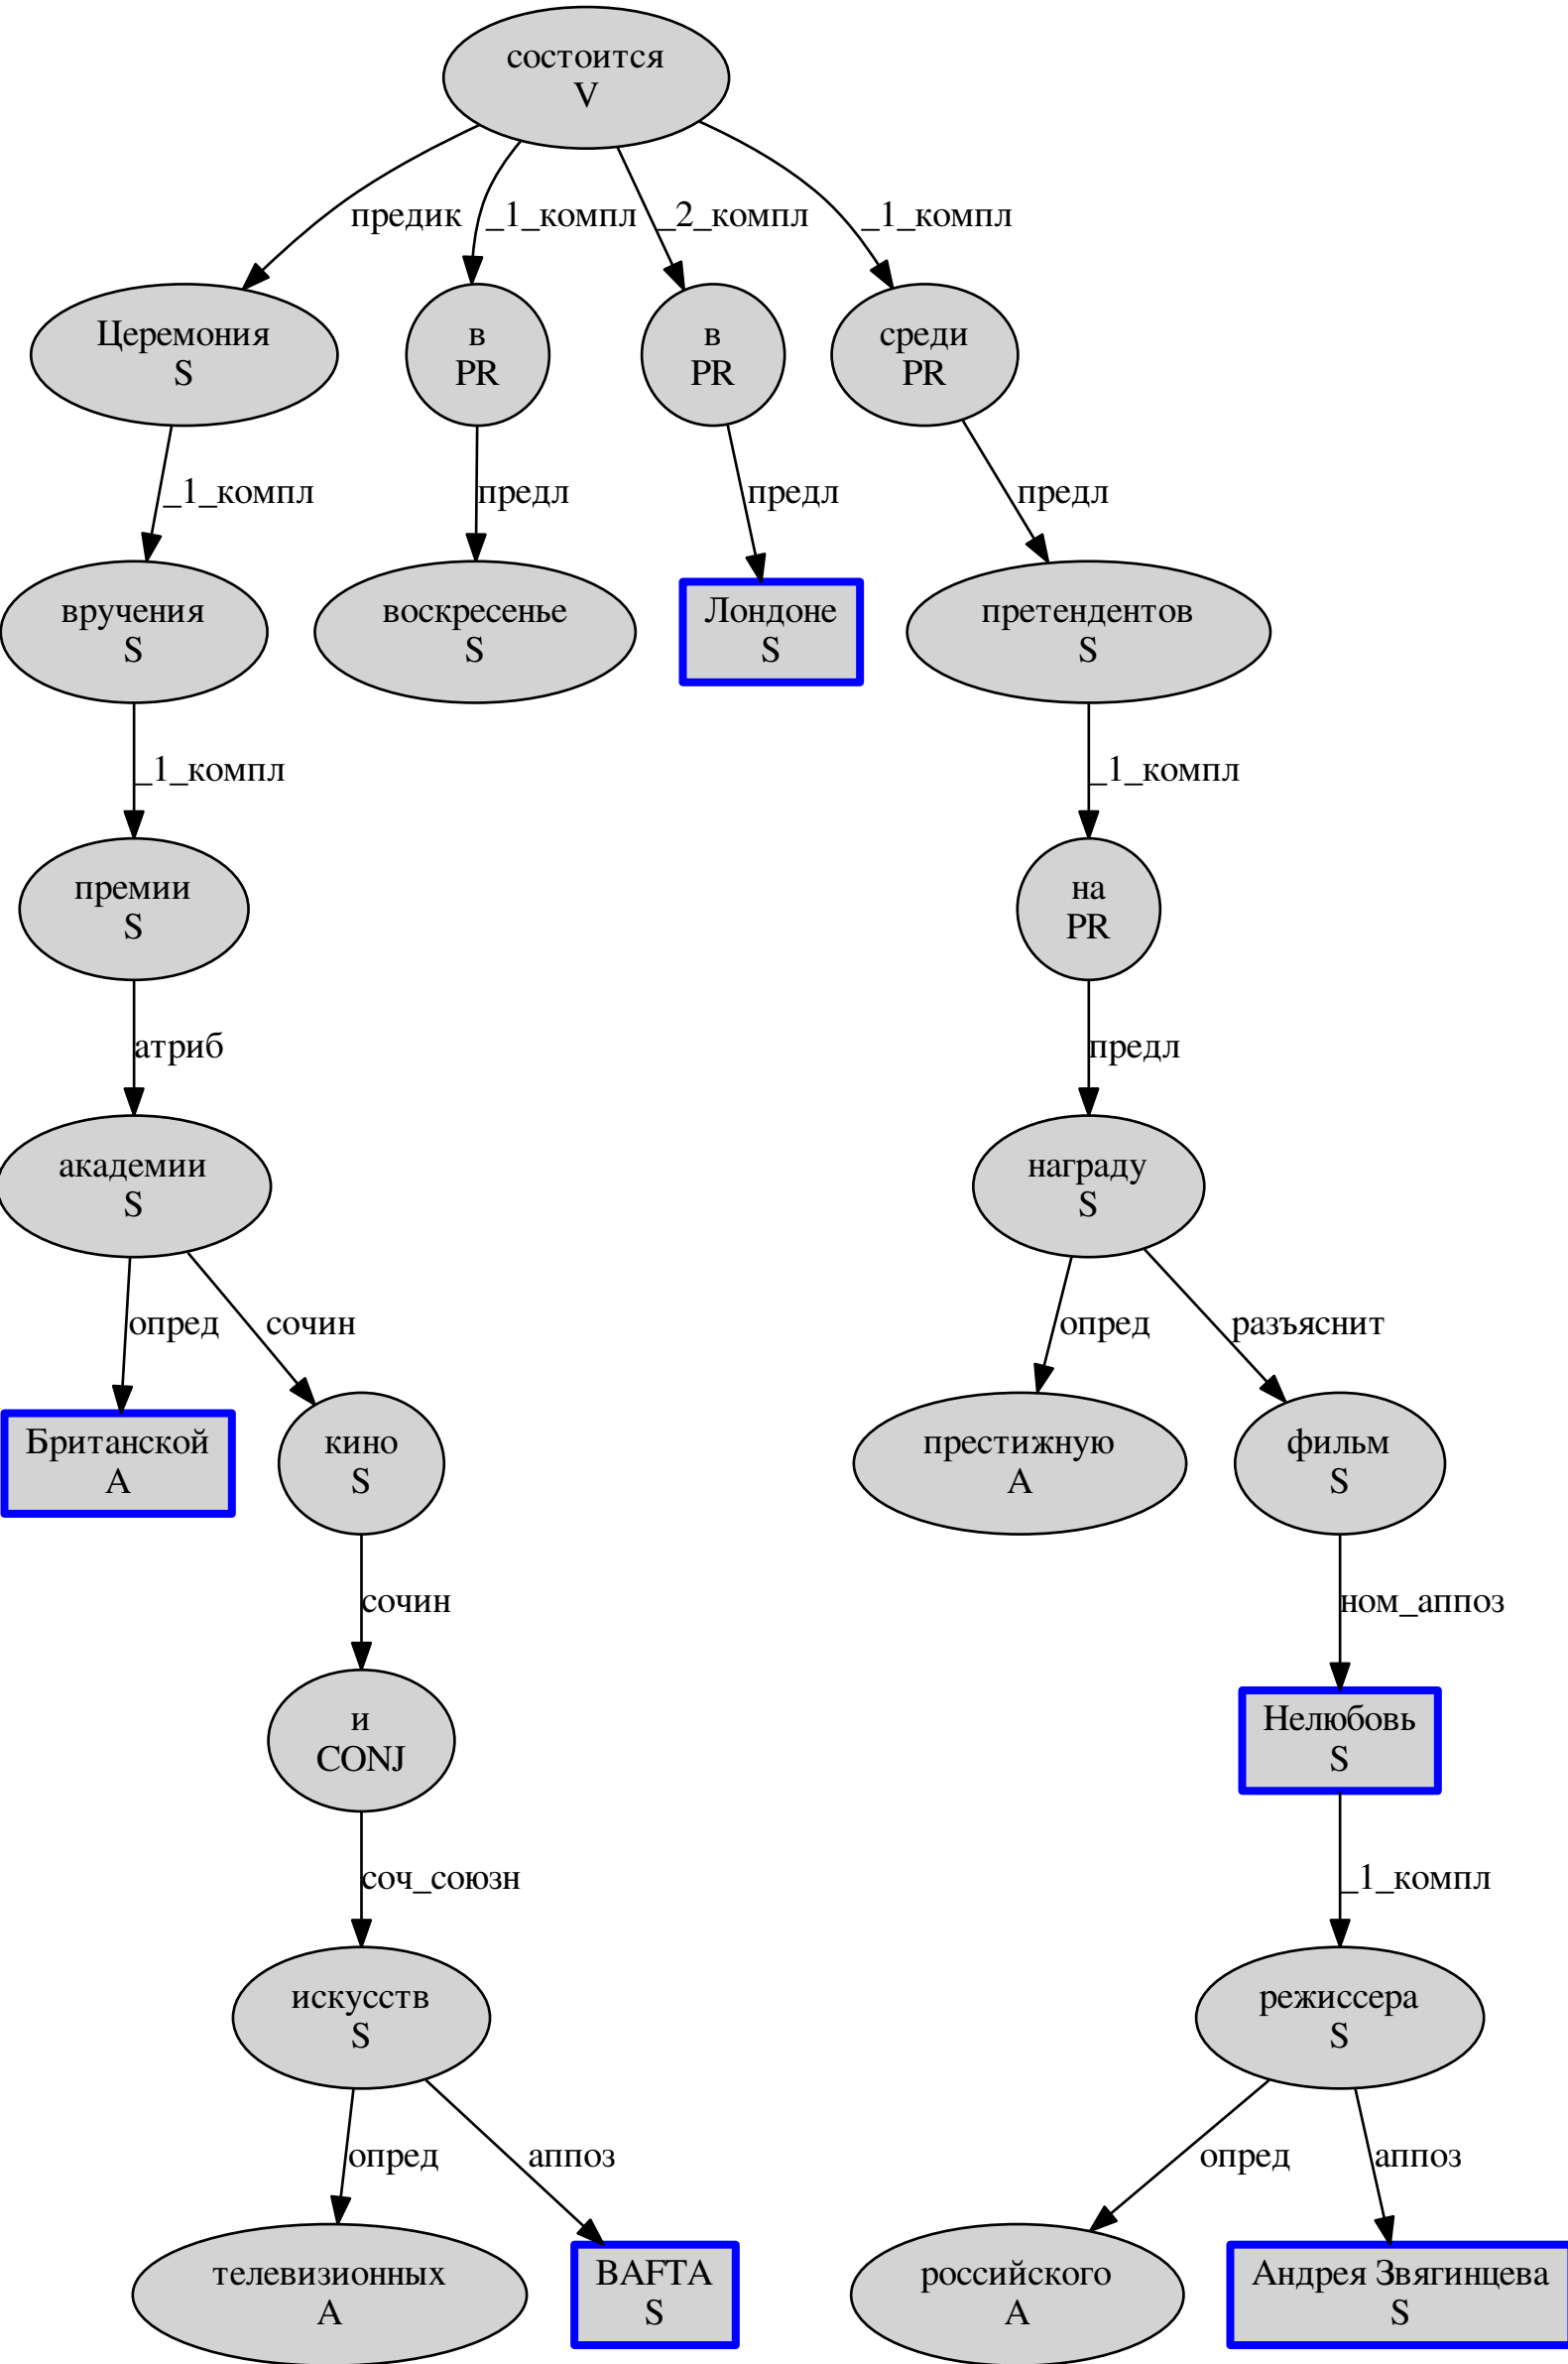 состоится
V
предик
_1_компл
_2_компл
_1_компл
Церемония
S
в
PR
в
PR
среди
PR
_1_компл
предл
предл
предл
вручения
S
воскресенье
S
Лондоне
S
претендентов
S
_1_компл
_1_компл
премии
S
на
PR
атриб
предл
академии
S
награду
S
опред
сочин
опред
разъяснит
Британской
A
кино
S
престижную
A
фильм
S
сочин
ном_аппоз
и
CONJ
Нелюбовь
S
соч_союзн
_1_компл
искусств
S
режиссера
S
опред
аппоз
опред
аппоз
телевизионных
A
BAFTA
S
российского
A
Андрея Звягинцева
S